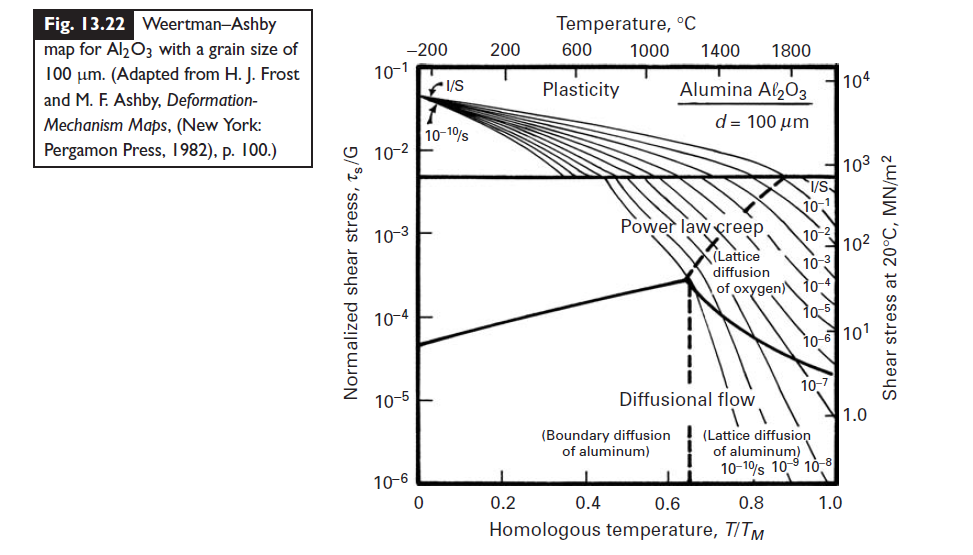 Fig. 13.22 Weertman–Ashby
map for Al₂O₃ with a grain size of
100 μm. (Adapted from H. J. Frost
and M. F. Ashby, Deformation-
Mechanism Maps, (New York:
Pergamon Press, 1982), p. 100.)
Temperature, °C
–200 200 600 1000 1400 1800
10⁻¹
10⁻²
10⁻³
10⁻⁴
10⁻⁵
10⁻⁶
Normalized shear stress, τₛ/G
I/S
10⁻¹⁰/s
Plasticity
Alumina Aℓ₂O₃
d = 100 μm
10⁴
10³
10²
10¹
1.0
Shear stress at 20°C, MN/m²
I/S
10⁻¹
10⁻²
10⁻³
10⁻⁴
10⁻⁵
10⁻⁶
10⁻⁷
Power law creep
(Lattice
diffusion
of oxygen)
Diffusional flow
(Boundary diffusion
of aluminum)
(Lattice diffusion
of aluminum)
10⁻¹⁰/s 10⁻⁹ 10⁻⁸
0 0.2 0.4 0.6 0.8 1.0
Homologous temperature, T/T_M